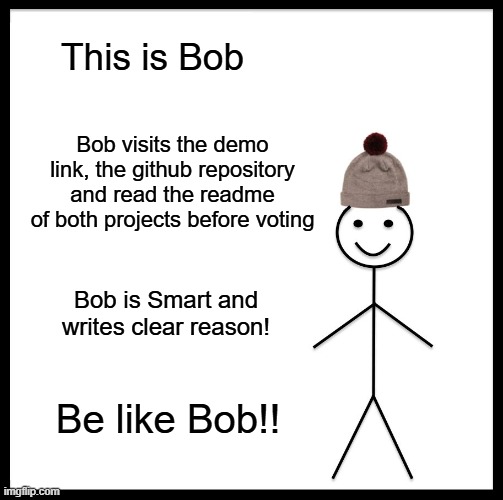 This is Bob
Bob visits the demo
link, the github repository
and read the readme
of both projects before voting
Bob is Smart and
writes clear reason!
Be like Bob!!
imgflip.com